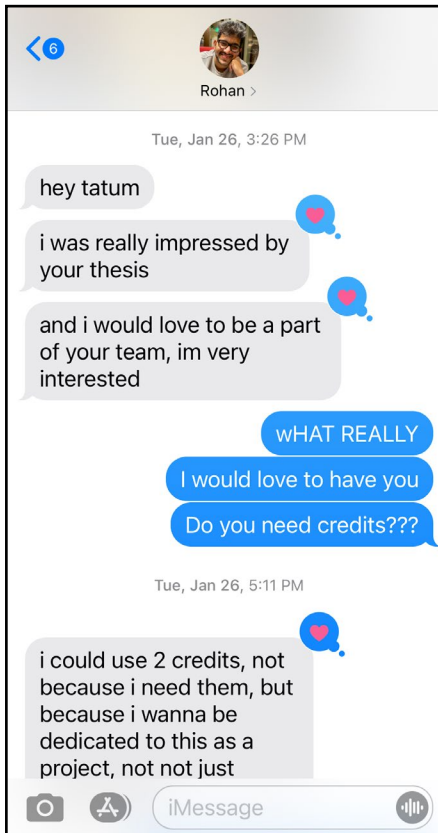 6
Rohan >
Tue, Jan 26, 3:26 PM
hey tatum
i was really impressed by
your thesis
and i would love to be a part
of your team, im very
interested
wHAT REALLY
I would love to have you
Do you need credits???
Tue, Jan 26, 5:11 PM
i could use 2 credits, not
because i need them, but
because i wanna be
dedicated to this as a
project, not not just
iMessage